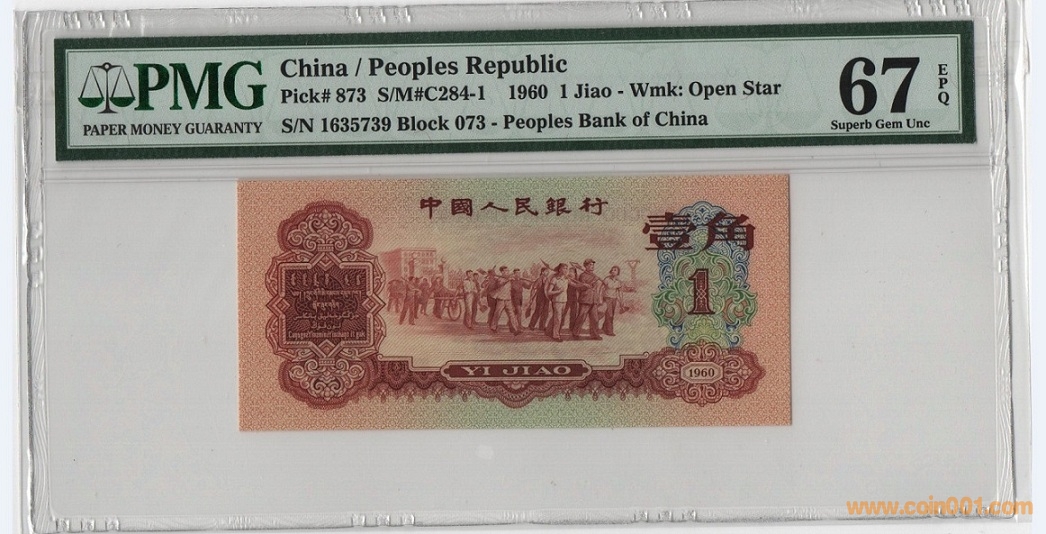 PMG
PAPER MONEY GUARANTY
China / Peoples Republic
Pick# 873 S/M#C284-1 1960 1 Jiao - Wmk: Open Star
S/N 1635739 Block 073 - Peoples Bank of China
67
EPQ
Superb Gem Unc
中國人民銀行
壹角
1
YI JIAO
1960
www.coin001.com